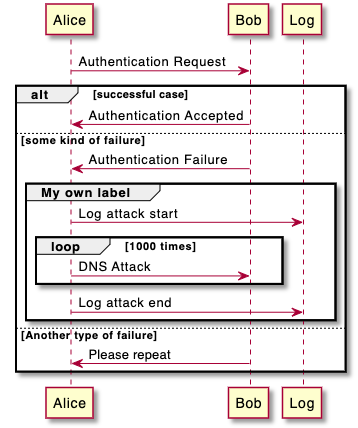 Alice Bob Log
Authentication Request
alt [successful case]
Authentication Accepted
[some kind of failure]
Authentication Failure
My own label
Log attack start
loop [1000 times]
DNS Attack
Log attack end
[Another type of failure]
Please repeat
Alice Bob Log